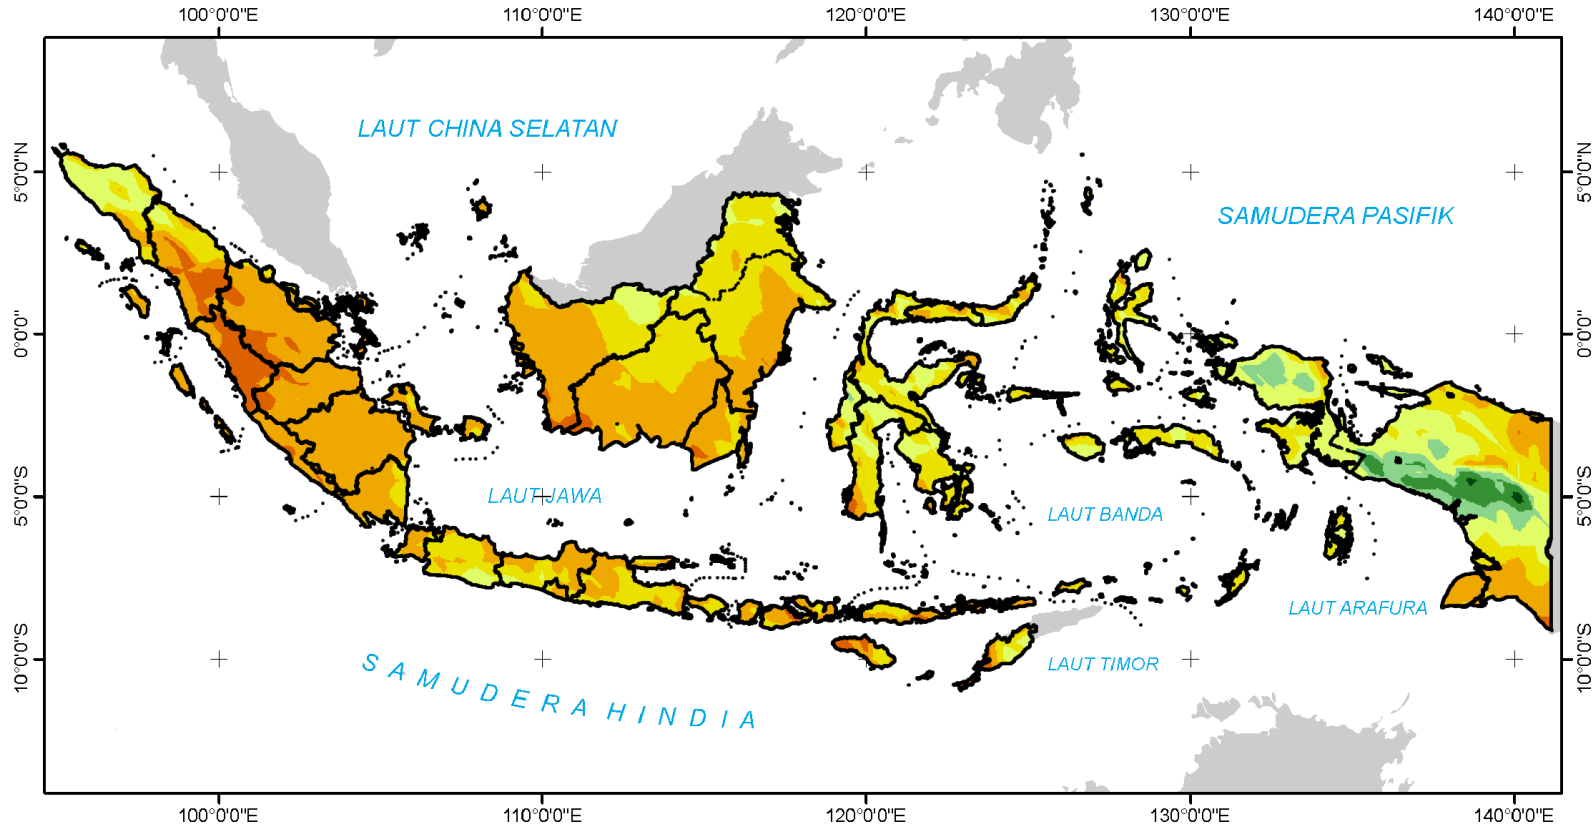 100°0'0"E 110°0'0"E 120°0'0"E 130°0'0"E 140°0'0"E
LAUT CHINA SELATAN
5°0'0"N 5°0'0"N
SAMUDERA PASIFIK
0°0'0" 0°0'0"
LAUT JAWA
5°0'0"S 5°0'0"S
LAUT BANDA
LAUT ARAFURA
10°0'0"S 10°0'0"S
LAUT TIMOR
SAMUDERA HINDIA
100°0'0"E 110°0'0"E 120°0'0"E 130°0'0"E 140°0'0"E